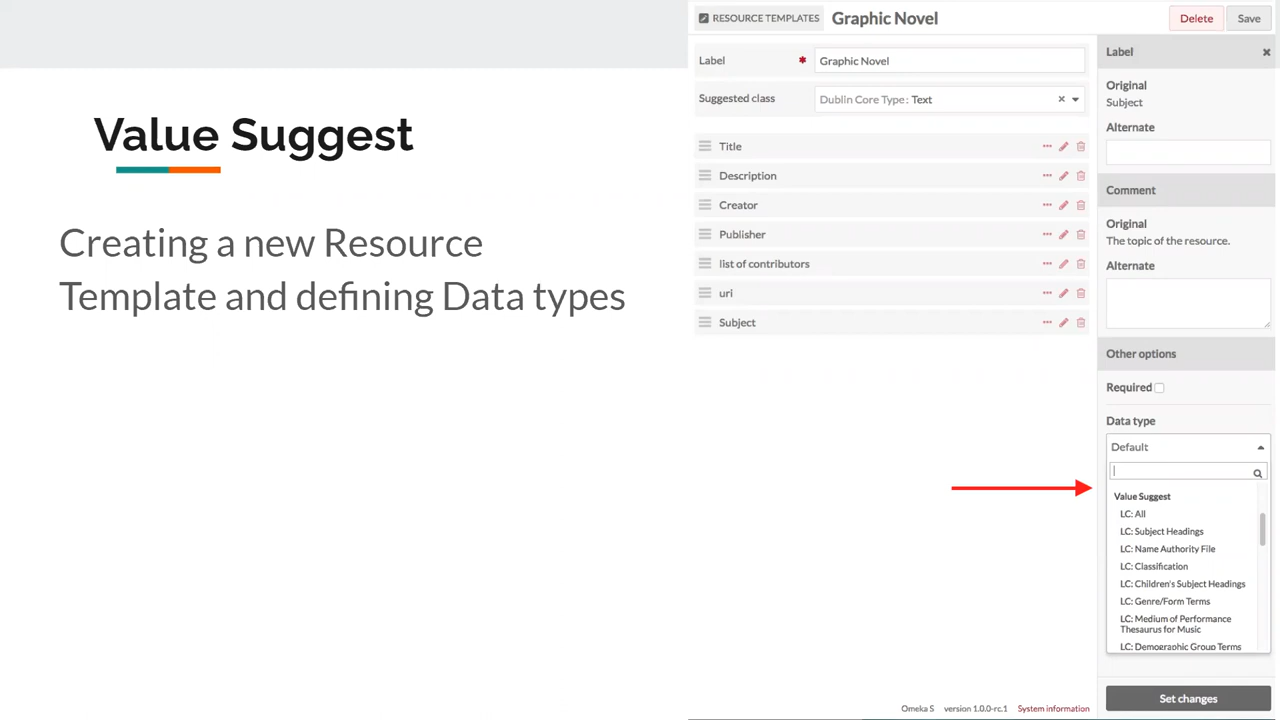 Value Suggest
Creating a new Resource
Template and defining Data types
RESOURCE TEMPLATES Graphic Novel
Delete
Save
Label * Graphic Novel
Suggested class Dublin Core Type: Text
Title
Description
Creator
Publisher
list of contributors
uri
Subject
Label
Original
Subject
Alternate
Comment
Original
The topic of the resource.
Alternate
Other options
Required
Data type
Default
Value Suggest
LC: All
LC: Subject Headings
LC: Name Authority File
LC: Classification
LC: Children's Subject Headings
LC: Genre/Form Terms
LC: Medium of Performance
Thesaurus for Music
LC: Demographic Group Terms
Set changes
Omeka S version 1.0.0-rc.1 System information